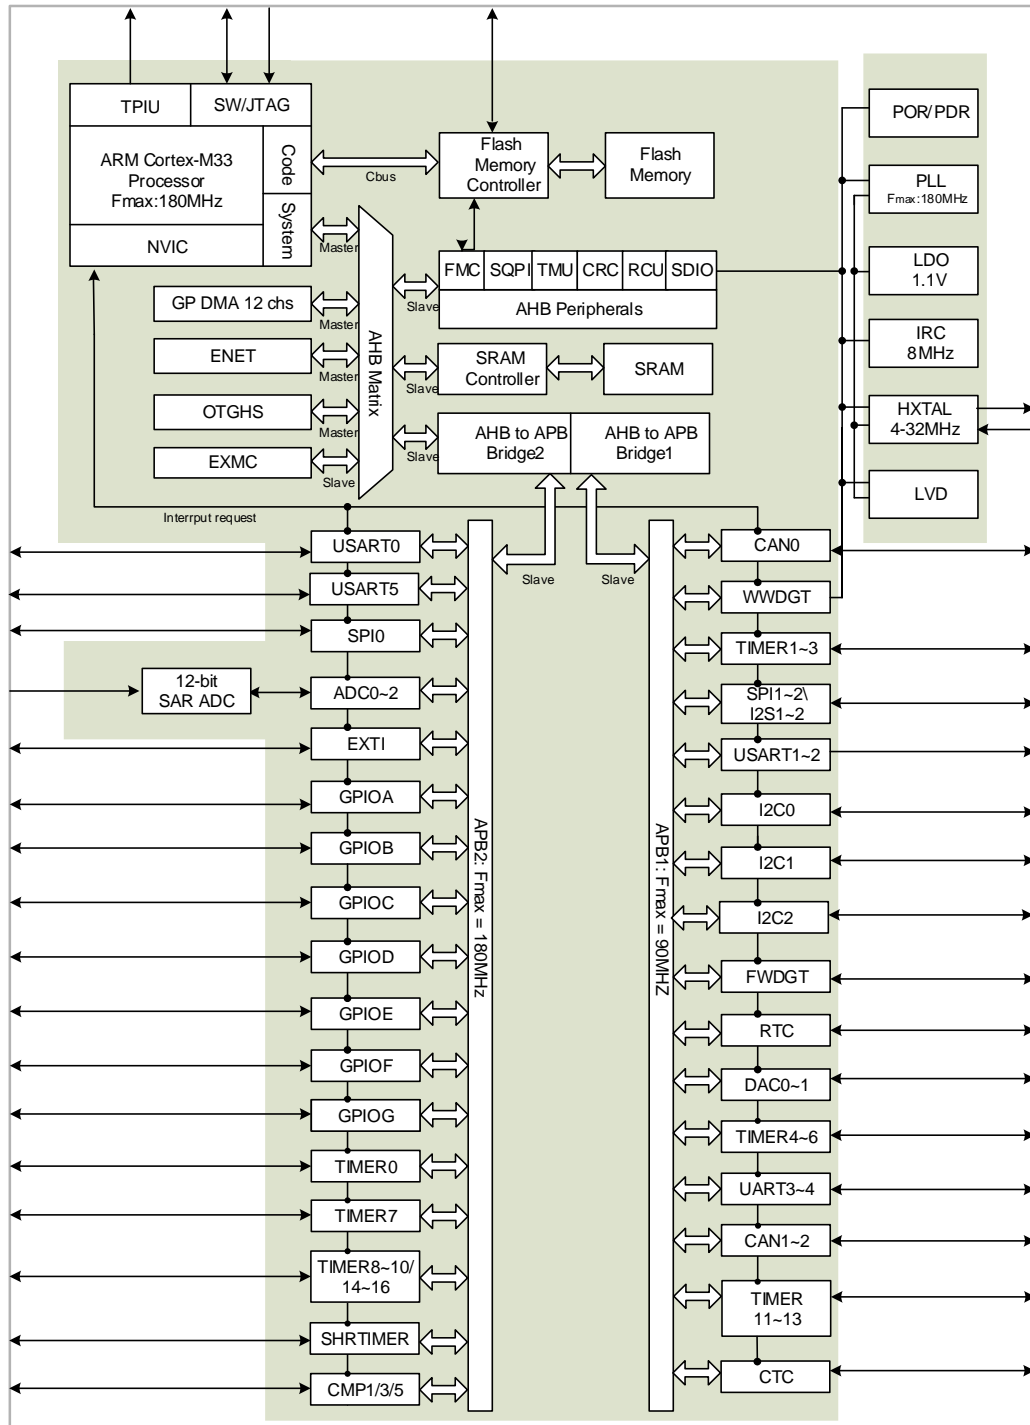 TPIU
SW/JTAG
ARM Cortex-M33
Processor
Fmax:180MHz
Code
System
NVIC
Cbus
Flash
Memory
Controller
Flash
Memory
POR/PDR
PLL
Fmax:180MHz
LDO
1.1V
IRC
8MHz
HXTAL
4-32MHz
LVD
Master
FMC
SQPI
TMU
CRC
RCU
SDIO
AHB Peripherals
Slave
GP DMA 12 chs
Master
AHB Matrix
ENET
Master
SRAM
Controller
SRAM
Slave
OTGHS
Master
AHB to APB
Bridge2
AHB to APB
Bridge1
Slave
EXMC
Slave
Interrput request
Slave
Slave
USART0
USART5
SPI0
12-bit
SAR ADC
ADC0~2
EXTI
GPIOA
GPIOB
GPIOC
GPIOD
GPIOE
GPIOF
GPIOG
TIMER0
TIMER7
TIMER8~10/
14~16
SHRTIMER
CMP1/3/5
APB2: Fmax = 180MHz
APB1: Fmax = 90MHZ
CAN0
WWDGT
TIMER1~3
SPI1~2\
I2S1~2
USART1~2
I2C0
I2C1
I2C2
FWDGT
RTC
DAC0~1
TIMER4~6
UART3~4
CAN1~2
TIMER
11~13
CTC